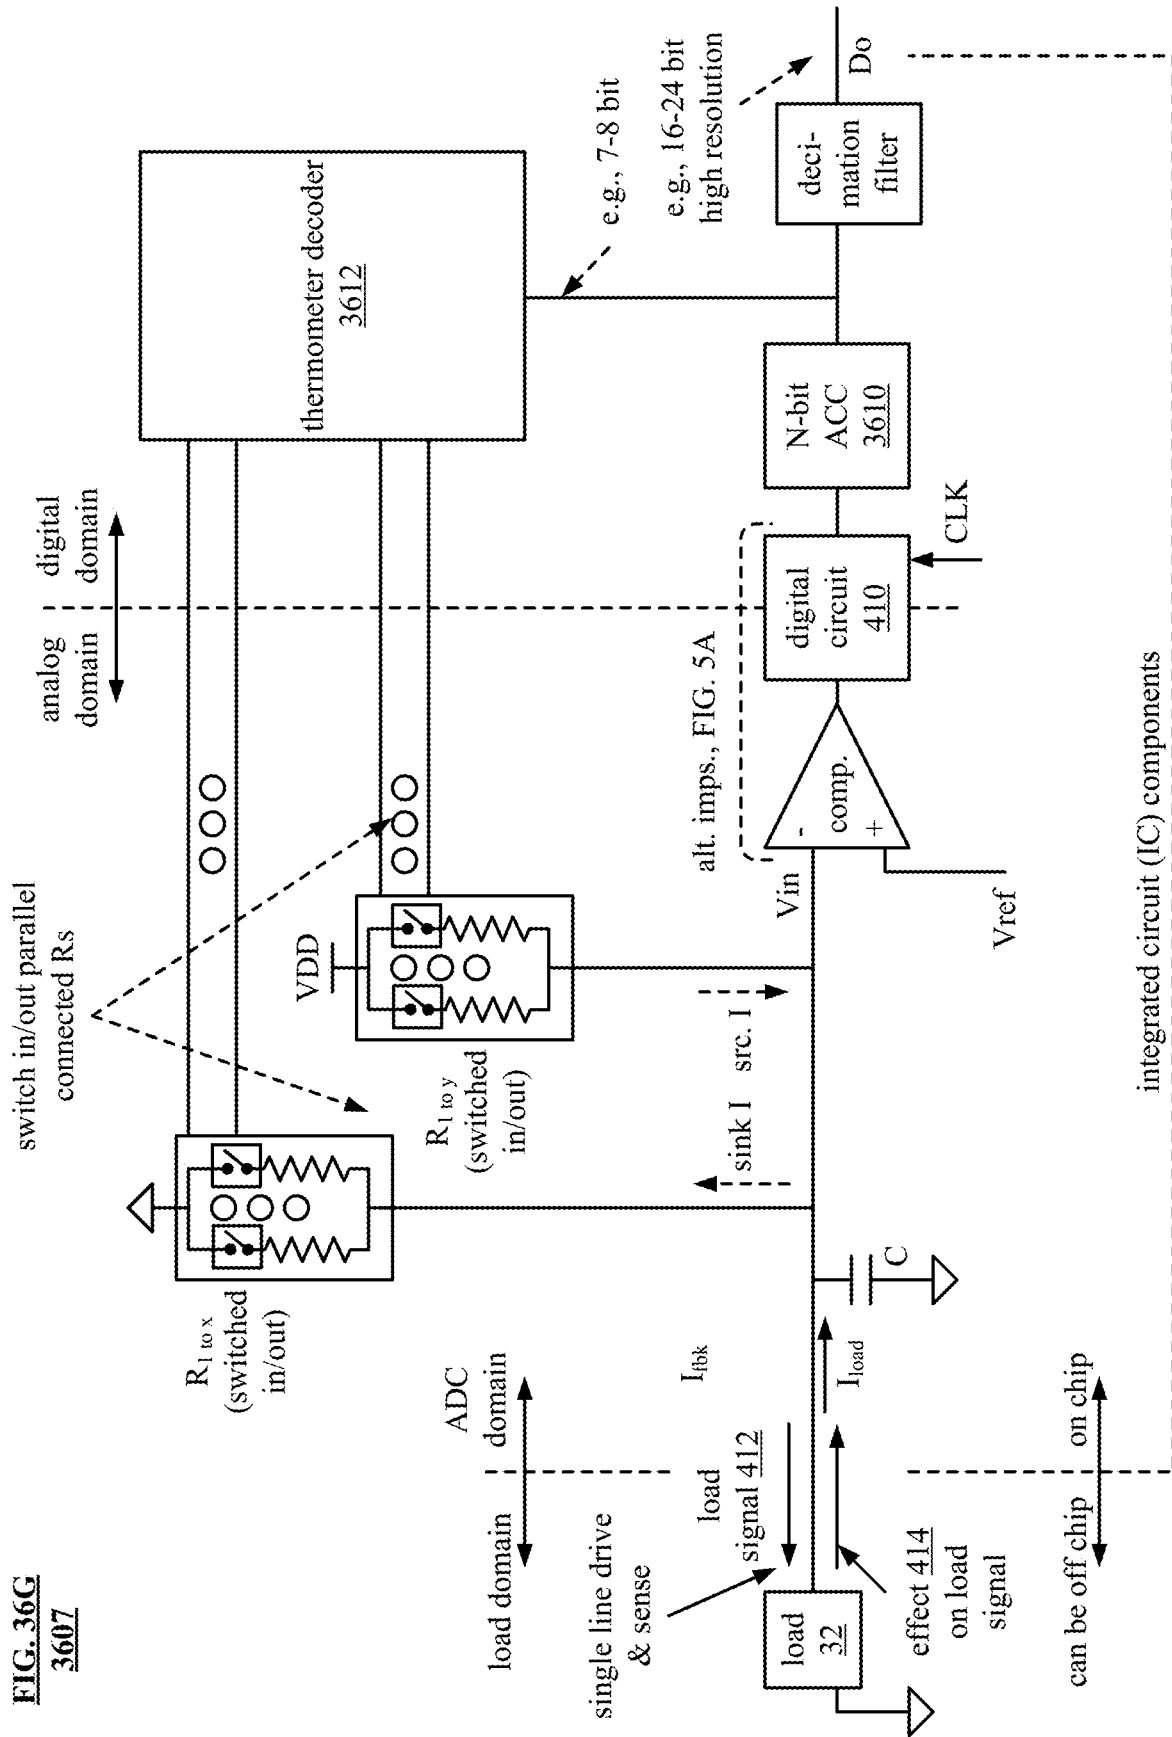 FIG. 36G
3607
switch in/out parallel
connected Rs
analog
domain
digital
domain
thermometer decoder
3612
R1 to x
(switched
in/out)
VDD
R1 to y
(switched
in/out)
e.g., 7-8 bit
e.g., 16-24 bit
high resolution
load domain
ADC
domain
single line drive
& sense
load
signal 412
Ifbk
sink I
src. I
alt. imps., FIG. 5A
load
32
Iload
C
Vin
-
+
comp.
Vref
digital
circuit
410
CLK
N-bit
ACC
3610
deci-
mation
filter
Do
effect 414
on load
signal
can be off chip
on chip
integrated circuit (IC) components